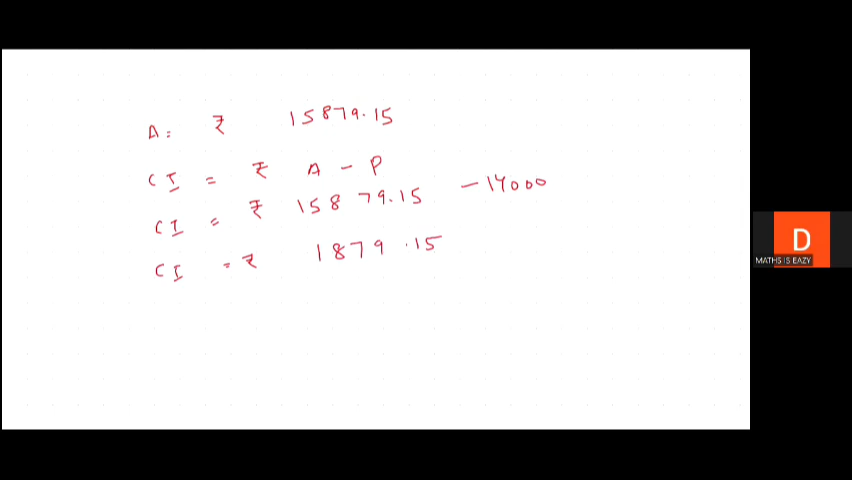 A = ₹ 15879.15
CI = ₹ A - P
CI = ₹ 15879.15 - 14000
CI = ₹ 1879.15
D
MATHS IS EAZY